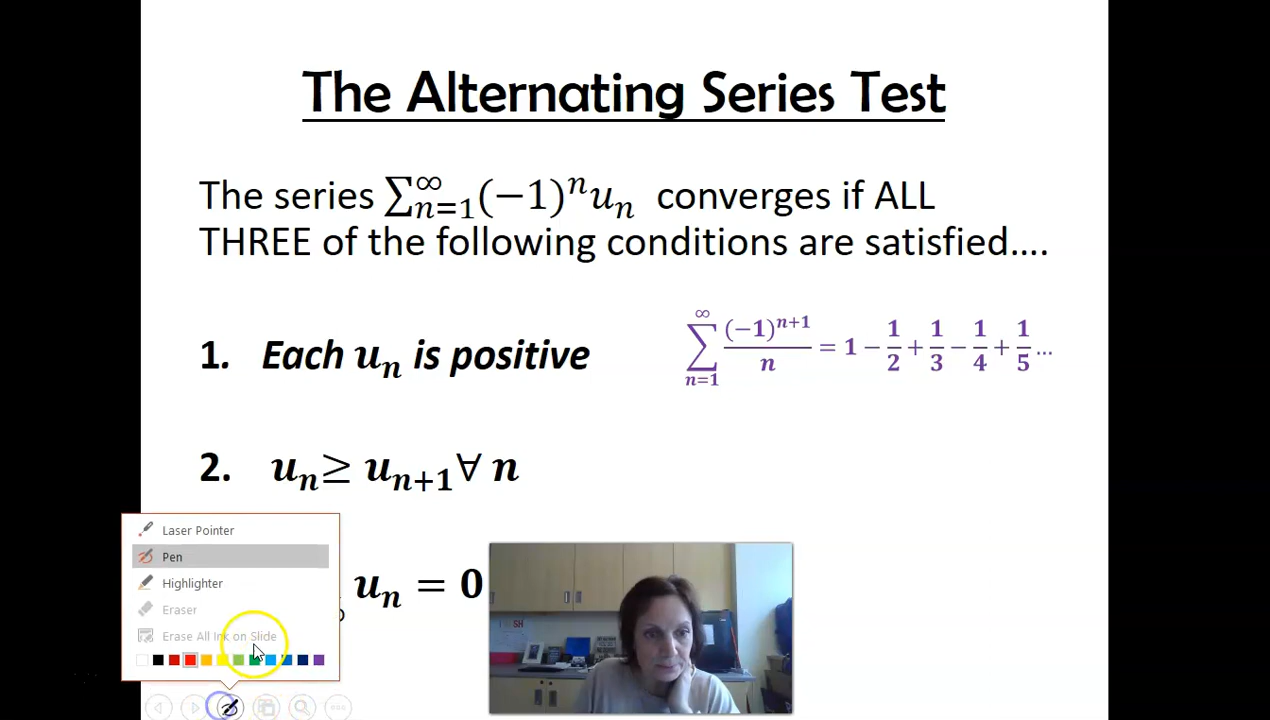 The Alternating Series Test
The series ∑_{n=1}^{∞}(−1)^n u_n converges if ALL
THREE of the following conditions are satisfied....
1. Each u_n is positive
∑_{n=1}^{∞} (−1)^{n+1}/n = 1 − 1/2 + 1/3 − 1/4 + 1/5 ...
2. u_n ≥ u_{n+1} ∀ n
u_n = 0
Laser Pointer
Pen
Highlighter
Eraser
Erase All Ink on Slide